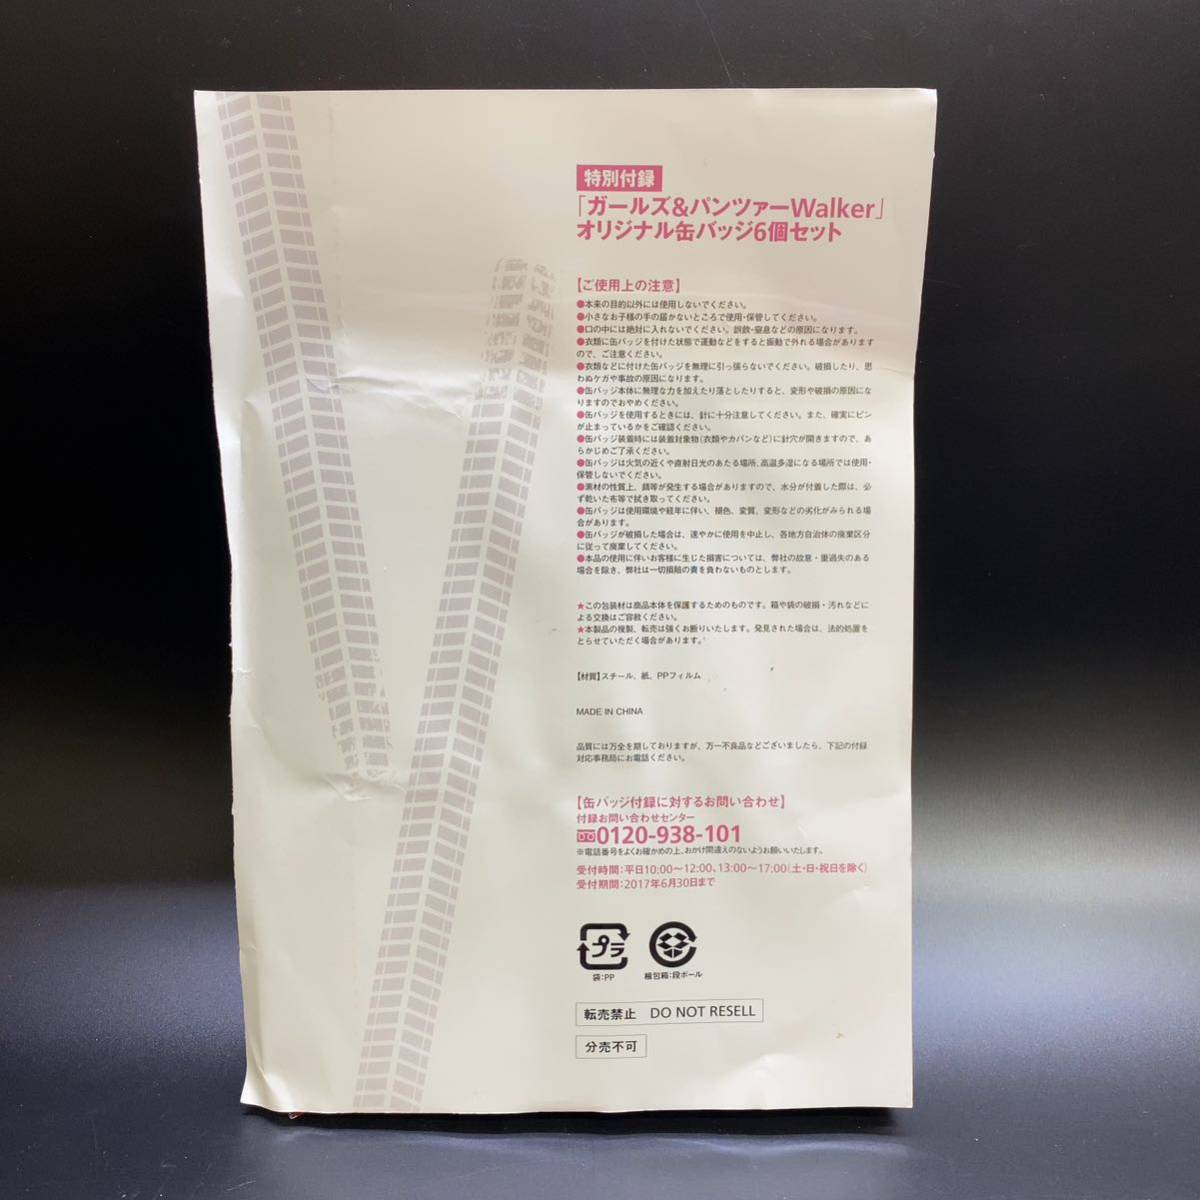 特別付録
「ガールズ&パンツァーWalker」
オリジナル缶バッジ6個セット
【ご使用上の注意】
●本来の目的以外には使用しないでください。
●小さなお子様の手の届かないところで使用・保管してください。
●口の中には絶対に入れないでください。誤飲・窒息などの原因になります。
●衣類に缶バッジを付けた状態で運動などをすると振動で外れる場合があります
ので、ご注意ください。
●衣類などに付けた缶バッジを無理に引っ張らないでください。破損したり、思
わぬケガや事故の原因になります。
●缶バッジ本体に無理な力を加えたり落としたりすると、変形や破損の原因にな
りますのでおやめください。
●缶バッジを使用するときには、針に十分注意してください。また、確実にピン
が止まっているかをご確認ください。
●缶バッジ装着時には装着対象物(衣類やカバンなど)に針穴が開きますので、あ
らかじめご了承ください。
●缶バッジは火気の近くや直射日光のあたる場所、高温多湿になる場所では使用・
保管しないでください。
●素材の性質上、錆等が発生する場合がありますので、水分が付着した際は、必
ず乾いた布等で拭き取ってください。
●缶バッジは使用環境や経年に伴い、褪色、変質、変形などの劣化がみられる場
合があります。
●缶バッジが破損した場合は、速やかに使用を中止し、各地方自治体の廃棄区分
に従って廃棄してください。
●本品の使用に伴いお客様に生じた損害については、弊社の故意・重過失のある
場合を除き、弊社は一切損賠の責を負わないものとします。
★この包装材は商品本体を保護するためのものです。箱や袋の破損・汚れなどに
よる交換はご容赦ください。
★本製品の複製、転売は強くお断りいたします。発見された場合は、法的処置を
とらせていただく場合があります。
【材質】スチール、紙、PPフィルム
MADE IN CHINA
品質には万全を期しておりますが、万一不良品などございましたら、下記の付録
対応事務局にお電話ください。
【缶バッジ付録に対するお問い合わせ】
付録お問い合わせセンター
0120-938-101
※電話番号をよくお確かめの上、おかけ間違えのないようお願いいたします。
受付時間:平日10:00〜12:00、13:00〜17:00(土・日・祝日を除く)
受付期間:2017年6月30日まで
プラ
袋:PP
梱包箱:段ボール
転売禁止 DO NOT RESELL
分売不可